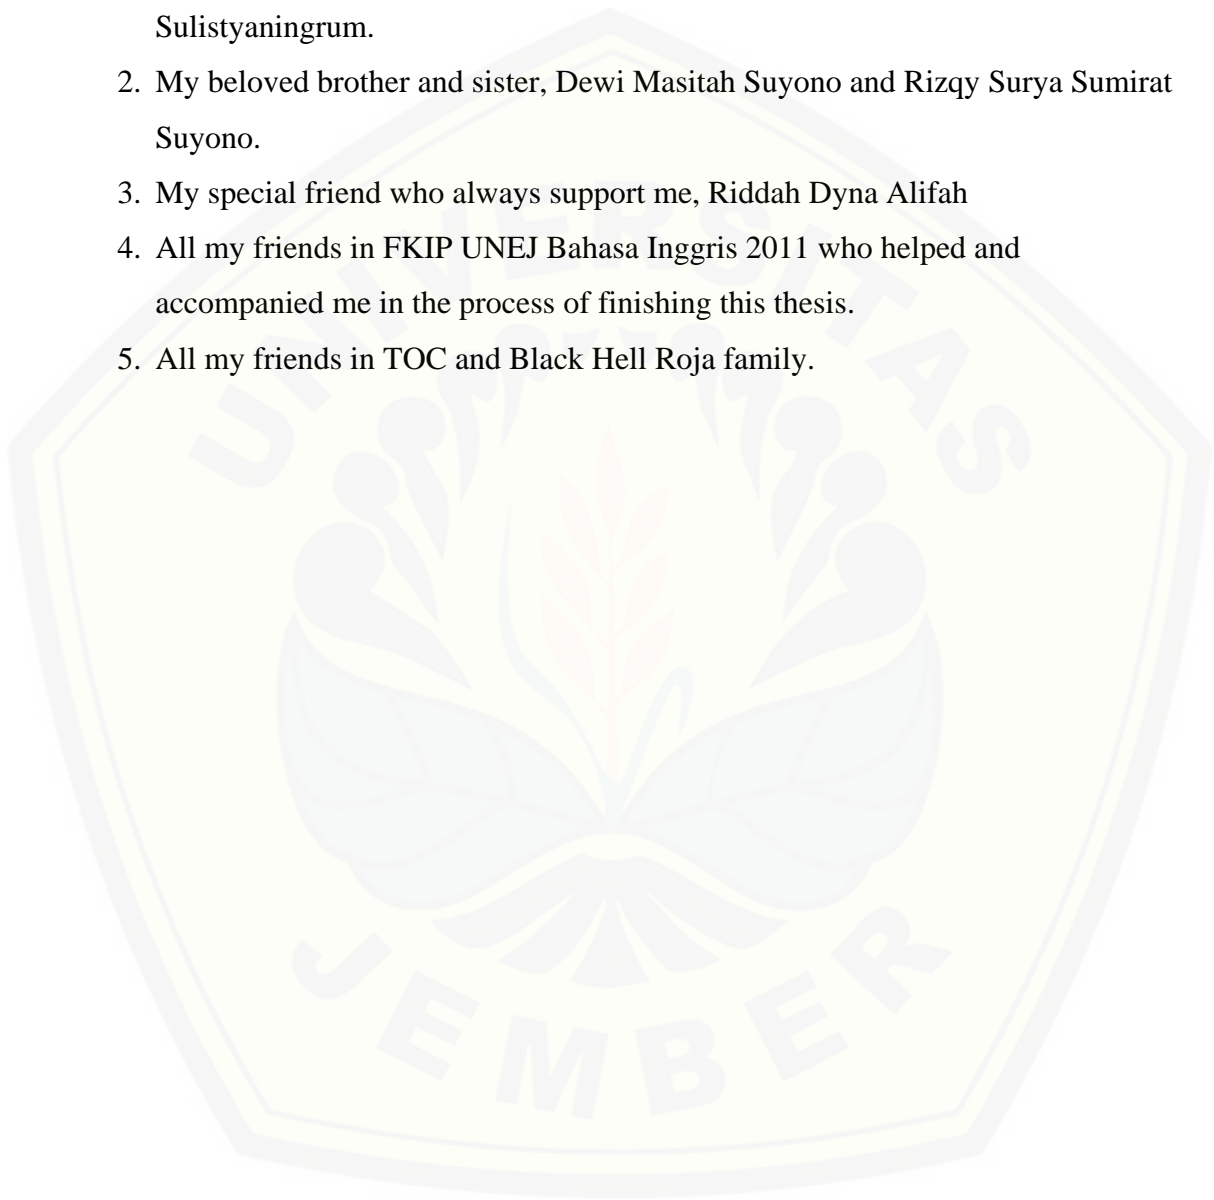 Sulistyaningrum.
2. My beloved brother and sister, Dewi Masitah Suyono and Rizqy Surya Sumirat
Suyono.
3. My special friend who always support me, Riddah Dyna Alifah
4. All my friends in FKIP UNEJ Bahasa Inggris 2011 who helped and
accompanied me in the process of finishing this thesis.
5. All my friends in TOC and Black Hell Roja family.
UNIVERSITAS
JEMBER